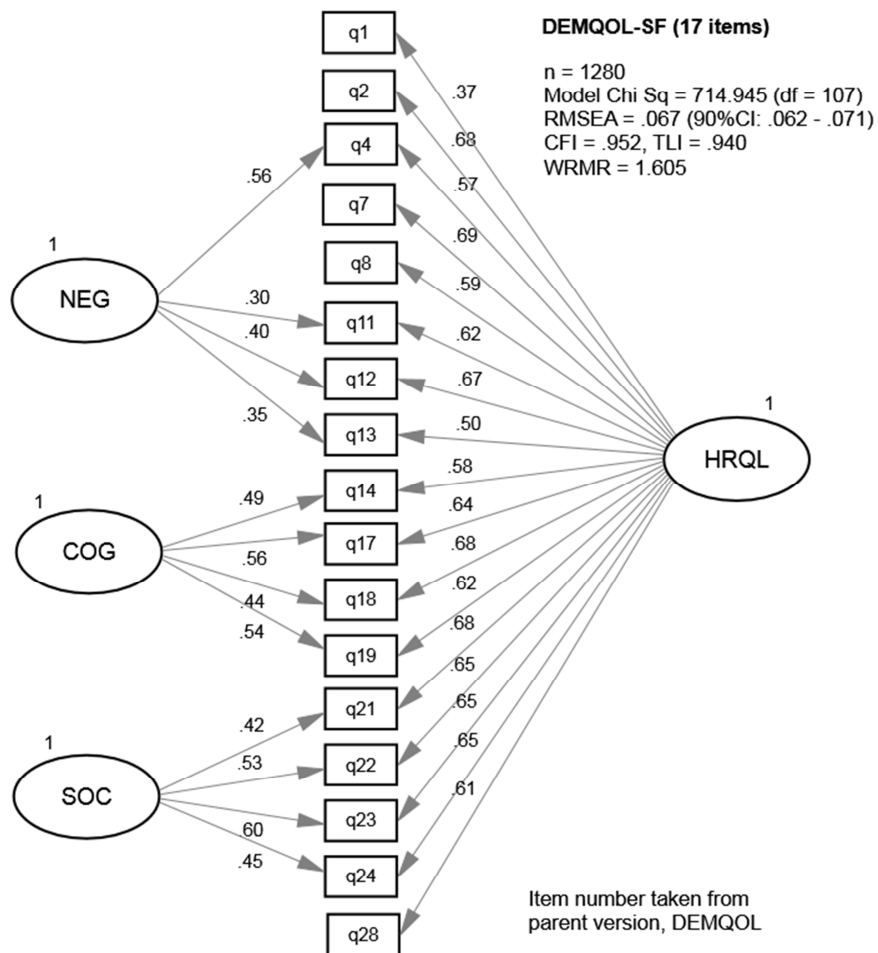 q1
DEMQOL-SF (17 items)
n = 1280
Model Chi Sq = 714.945 (df = 107)
RMSEA = .067 (90%CI: .062 - .071)
CFI = .952, TLI = .940
WRMR = 1.605
q2
q4
q7
q8
q11
q12
q13
q14
q17
q18
q19
q21
q22
q23
q24
q28
1
NEG
.56
.30
.40
.35
1
COG
.49
.56
.44
.54
1
SOC
.42
.53
.60
.45
.37
.68
.57
.69
.59
.62
.67
.50
.58
.64
.68
.62
.68
.65
.65
.65
.61
1
HRQL
Item number taken from
parent version, DEMQOL